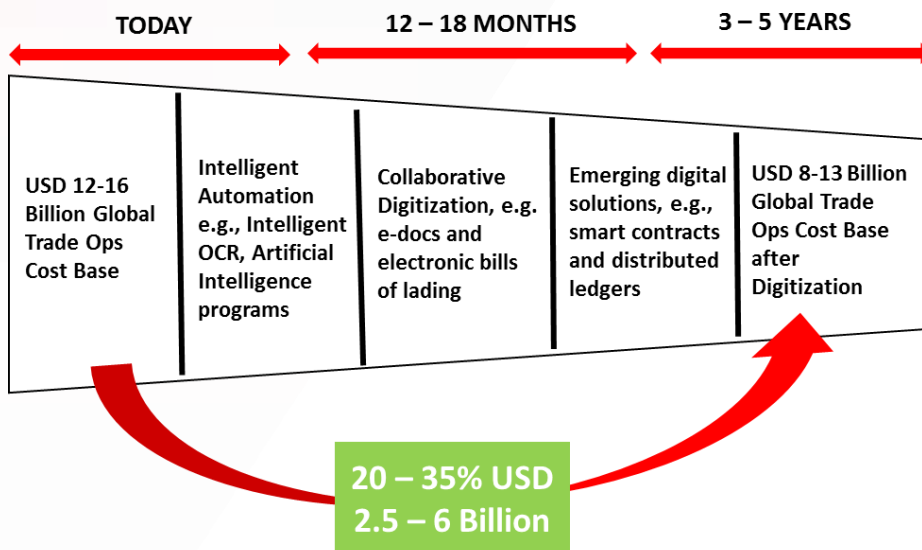 TODAY
12 – 18 MONTHS
3 – 5 YEARS
USD 12-16
Billion Global
Trade Ops
Cost Base
Intelligent
Automation
e.g., Intelligent
OCR, Artificial
Intelligence
programs
Collaborative
Digitization, e.g.
e-docs and
electronic bills
of lading
Emerging digital
solutions, e.g.,
smart contracts
and distributed
ledgers
USD 8-13 Billion
Global Trade
Ops Cost Base
after
Digitization
20 – 35% USD
2.5 – 6 Billion